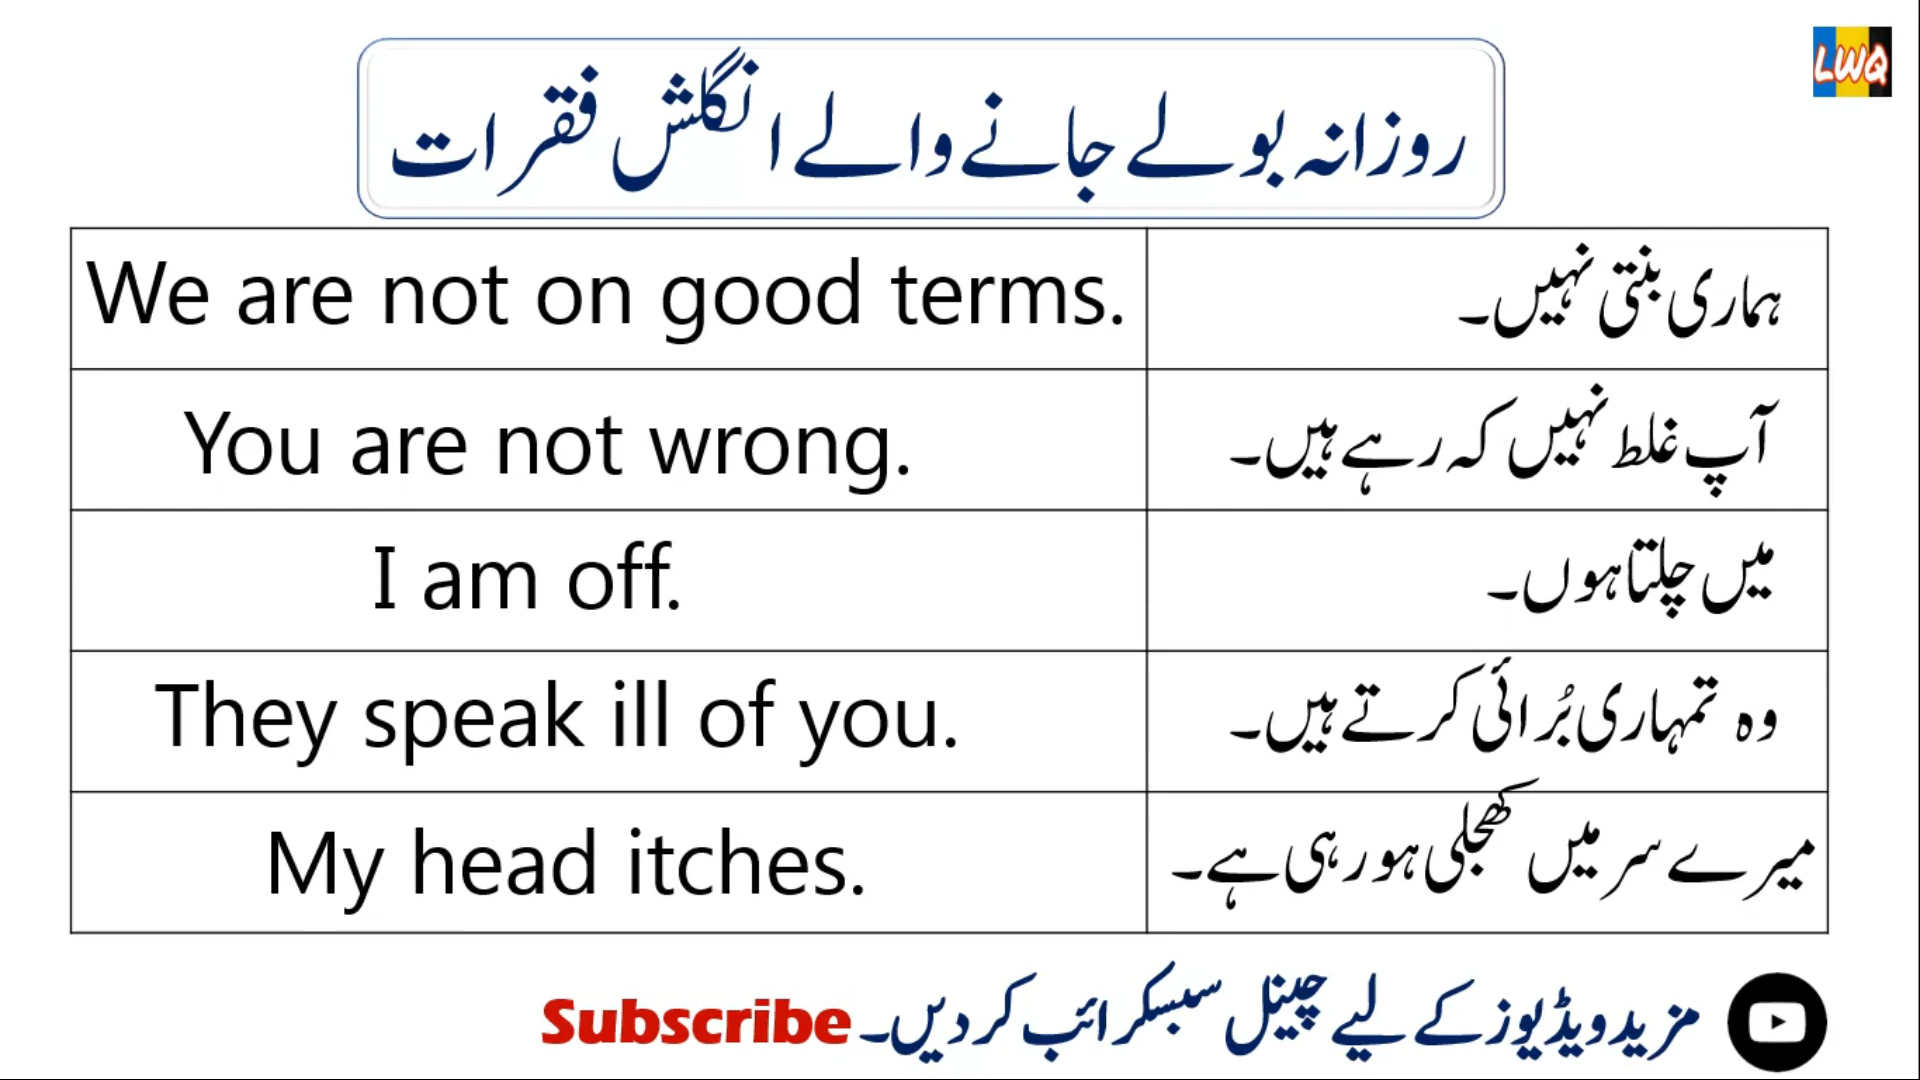 LWQ
روزانہ بولے جانے والے انگلش فقرات
We are not on good terms.
ہماری بنتی نہیں۔
You are not wrong.
آپ غلط نہیں کہ رہے ہیں۔
I am off.
میں چلتا ہوں۔
They speak ill of you.
وہ تمہاری بُرائی کرتے ہیں۔
My head itches.
میرے سر میں کھجلی ہو رہی ہے۔
مزید ویڈیوز کے لیے چینل سبسکرائب کر دیں۔ Subscribe